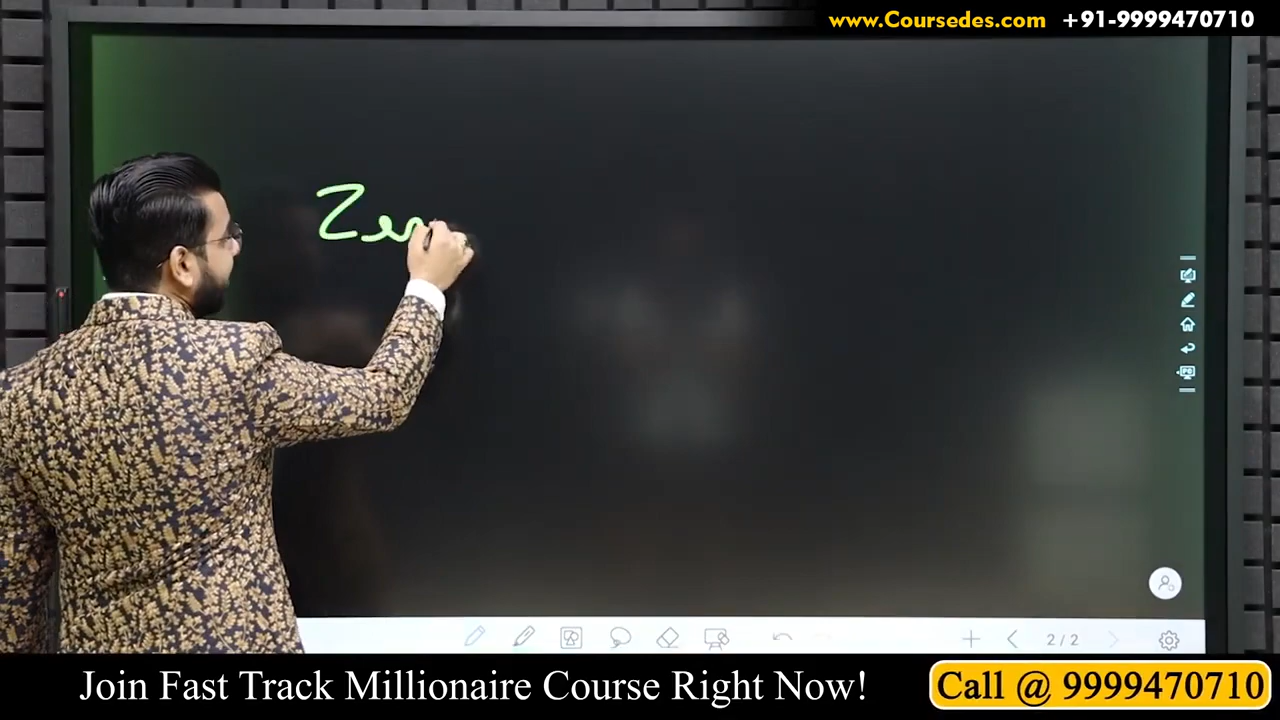 www.Coursedes.com +91-9999470710
Zer
2/2
Join Fast Track Millionaire Course Right Now!
Call @ 9999470710